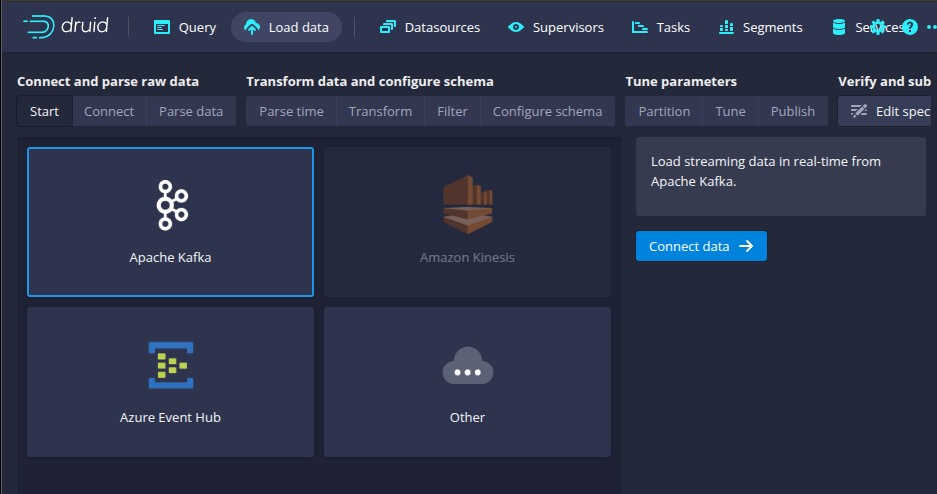 druid Query Load data Datasources Supervisors Tasks Segments Services
Connect and parse raw data Transform data and configure schema Tune parameters Verify and sub
Start Connect Parse data Parse time Transform Filter Configure schema Partition Tune Publish Edit spec
Load streaming data in real-time from
Apache Kafka.
Connect data
Apache Kafka Amazon Kinesis
Azure Event Hub Other